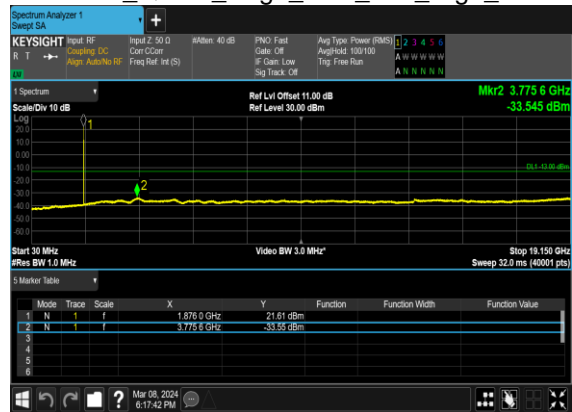 Spectrum Analyzer 1
Swept SA
+
KEYSIGHT Input: RF Input Z: 50 Ω #Atten: 40 dB PNO: Fast Avg Type: Power (RMS) 1 2 3 4 5 6
R T Coupling: DC Corr CCorr Gate: Off Avg|Hold: 100/100 A W W W W W
Align: Auto/No RF Freq Ref: Int (S) IF Gain: Low Trig: Free Run
Sig Track: Off A N N N N N
LW
1 Spectrum Ref Lvl Offset 11.00 dB Mkr2 3.775 6 GHz
Scale/Div 10 dB Ref Level 30.00 dBm -33.545 dBm
Log
1
20.0
10.0
0.00
-10.0
DL1 -13.00 dBm
-20.0
2
-30.0
-40.0
-50.0
-60.0
Start 30 MHz Video BW 3.0 MHz* Stop 19.150 GHz
#Res BW 1.0 MHz Sweep 32.0 ms (40001 pts)
5 Marker Table
Mode Trace Scale X Y Function Function Width Function Value
1 N 1 f 1.876 0 GHz 21.61 dBm
2 N 1 f 3.775 6 GHz -33.55 dBm
3
4
5
6
? Mar 08, 2024
6:17:42 PM